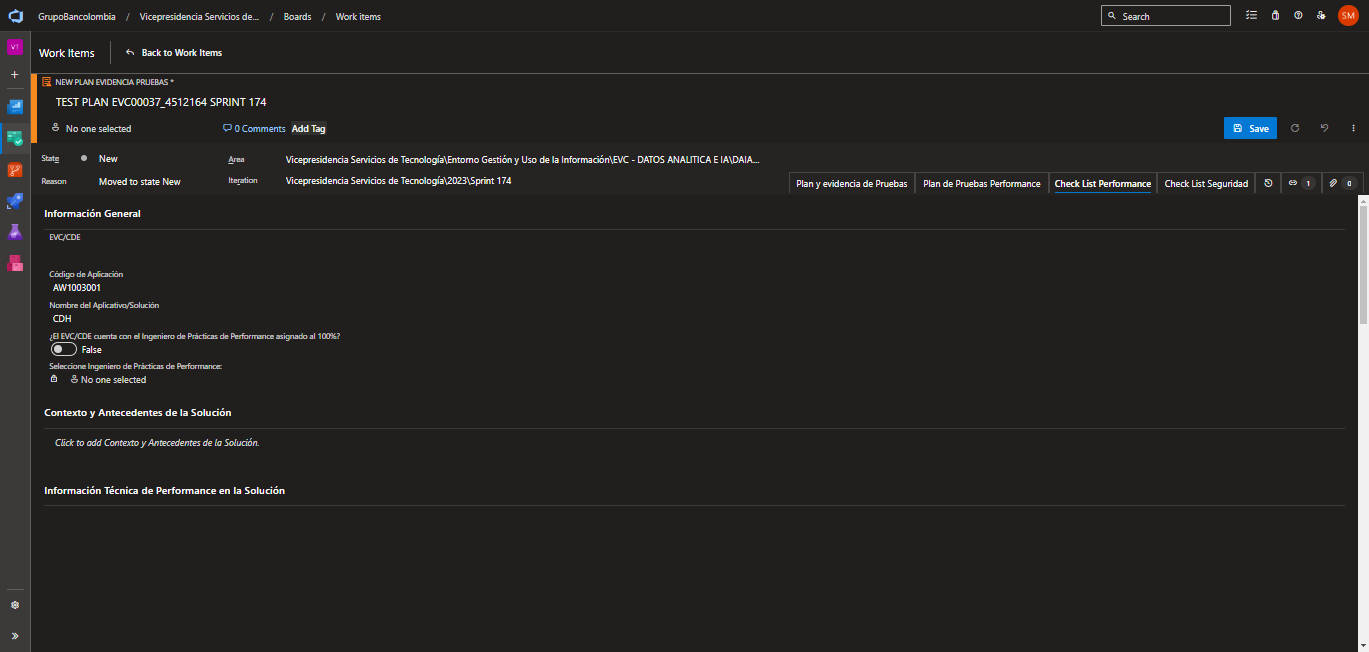 GrupoBancolombia / Vicepresidencia Servicios de... / Boards / Work items
Search
SM
VT
Work Items
Back to Work Items
NEW PLAN EVIDENCIA PRUEBAS *
TEST PLAN EVC00037_4512164 SPRINT 174
No one selected
0 Comments
Add Tag
Save
State
New
Area
Vicepresidencia Servicios de Tecnología\Entorno Gestión y Uso de la Información\EVC - DATOS ANALITICA E IA\DAIA...
Reason
Moved to state New
Iteration
Vicepresidencia Servicios de Tecnología\2023\Sprint 174
Plan y evidencia de Pruebas
Plan de Pruebas Performance
Check List Performance
Check List Seguridad
1
0
Información General
EVC/CDE
Código de Aplicación
AW1003001
Nombre del Aplicativo/Solución
CDH
¿El EVC/CDE cuenta con el Ingeniero de Prácticas de Performance asignado al 100%?
False
Seleccione Ingeniero de Prácticas de Performance:
No one selected
Contexto y Antecedentes de la Solución
Click to add Contexto y Antecedentes de la Solución.
Información Técnica de Performance en la Solución